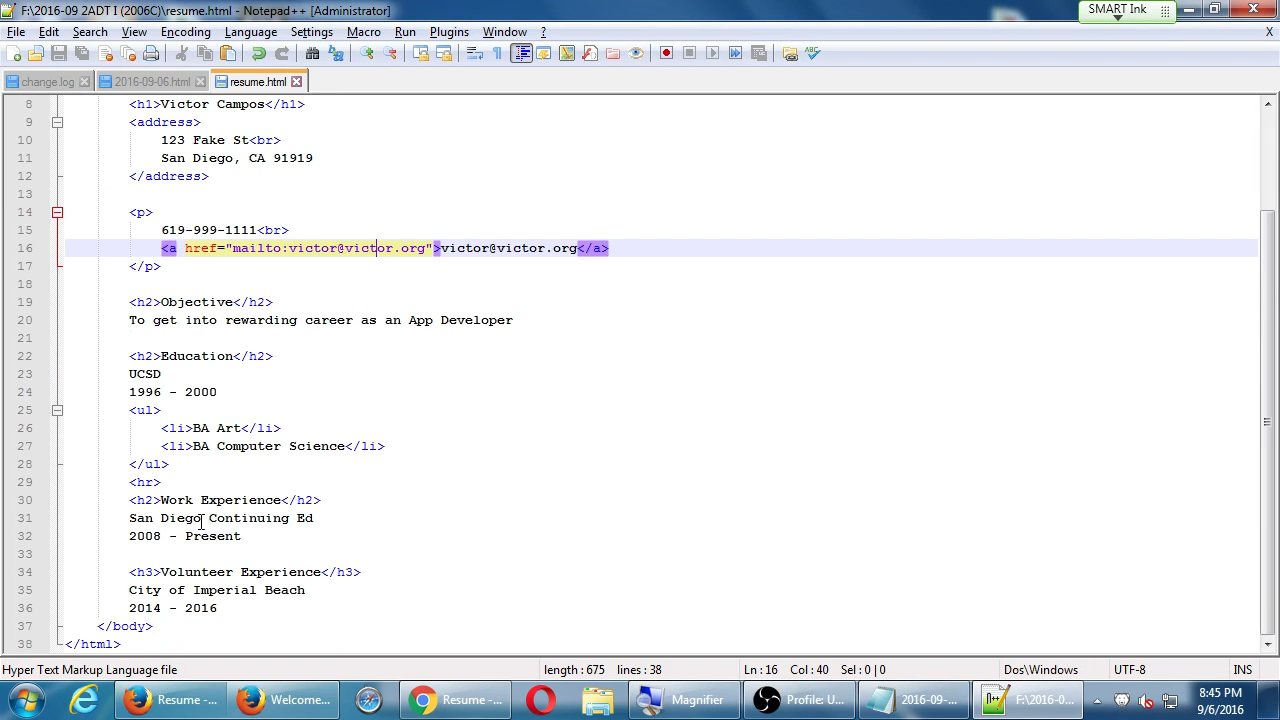 F:\2016-09 2ADT I (2006C)\resume.html - Notepad++ [Administrator]
SMART Ink
File Edit Search View Encoding Language Settings Macro Run Plugins Window ? X
change.log 2016-09-06.html resume.html
8 <h1>Victor Campos</h1>
9 <address>
10 123 Fake St<br>
11 San Diego, CA 91919
12 </address>
13
14 <p>
15 619-999-1111<br>
16 <a href="mailto:victor@victor.org">victor@victor.org</a>
17 </p>
18
19 <h2>Objective</h2>
20 To get into rewarding career as an App Developer
21
22 <h2>Education</h2>
23 UCSD
24 1996 - 2000
25 <ul>
26 <li>BA Art</li>
27 <li>BA Computer Science</li>
28 </ul>
29 <hr>
30 <h2>Work Experience</h2>
31 San Diego Continuing Ed
32 2008 - Present
33
34 <h3>Volunteer Experience</h3>
35 City of Imperial Beach
36 2014 - 2016
37 </body>
38 </html>
Hyper Text Markup Language file length : 675 lines : 38 Ln : 16 Col : 40 Sel : 0 | 0 Dos\Windows UTF-8 INS
Resume -... Welcome... Resume -... Magnifier Profile: U... 2016-09-... F:\2016-0... 8:45 PM
9/6/2016